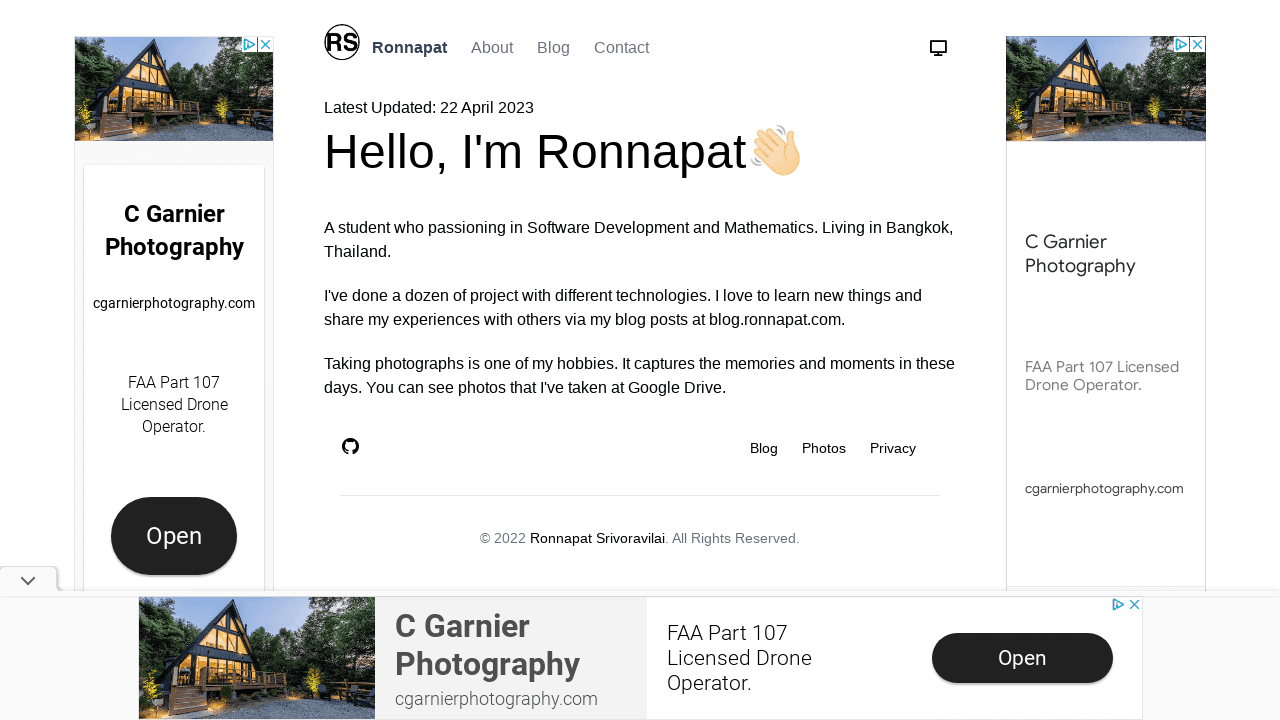 RS
Ronnapat About Blog Contact
Latest Updated: 22 April 2023
Hello, I'm Ronnapat
A student who passioning in Software Development and Mathematics. Living in Bangkok,
Thailand.
I've done a dozen of project with different technologies. I love to learn new things and
share my experiences with others via my blog posts at blog.ronnapat.com.
Taking photographs is one of my hobbies. It captures the memories and moments in these
days. You can see photos that I've taken at Google Drive.
Blog Photos Privacy
© 2022 Ronnapat Srivoravilai. All Rights Reserved.
C Garnier
Photography
cgarnierphotography.com
FAA Part 107
Licensed Drone
Operator.
Open
C Garnier
Photography
FAA Part 107 Licensed
Drone Operator.
cgarnierphotography.com
C Garnier
Photography
cgarnierphotography.com
FAA Part 107
Licensed Drone
Operator.
Open